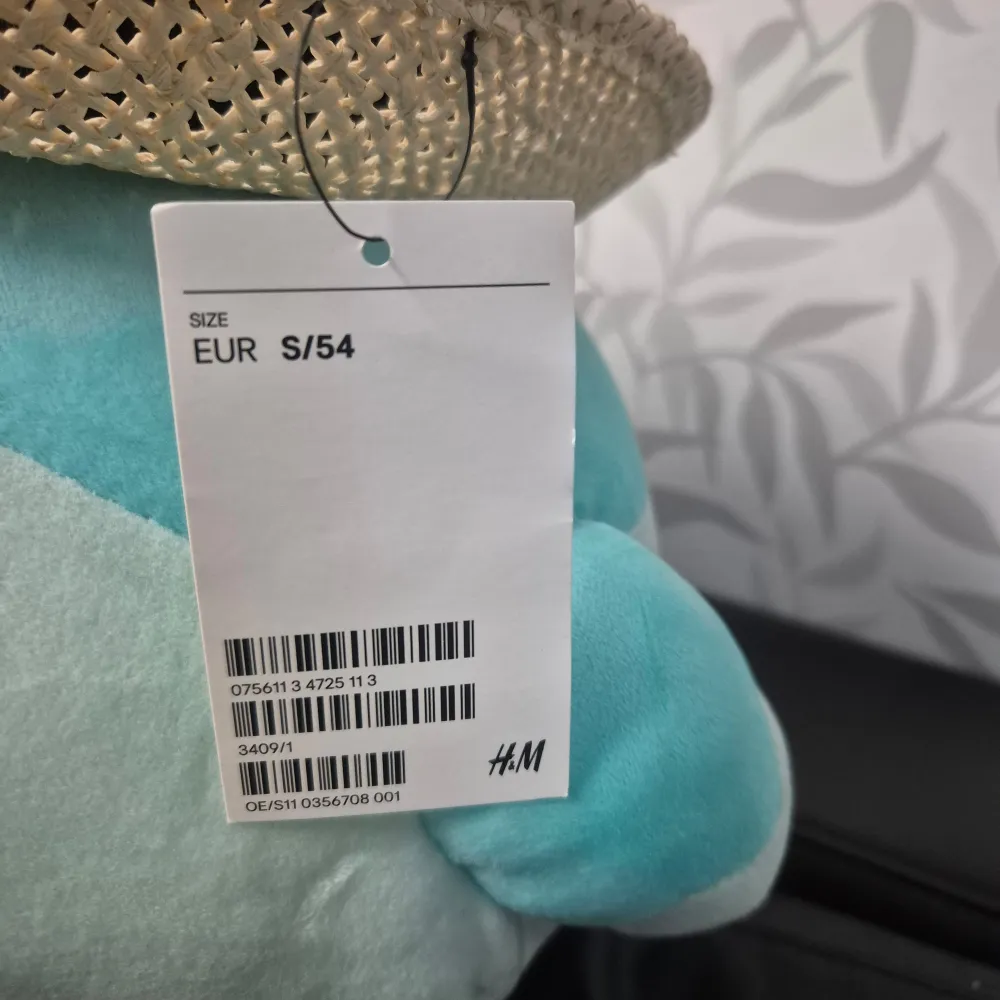 SIZE
EUR S/54
075611 3 4725 11 3
3409/1
OE/S11 0356708 001
H&M